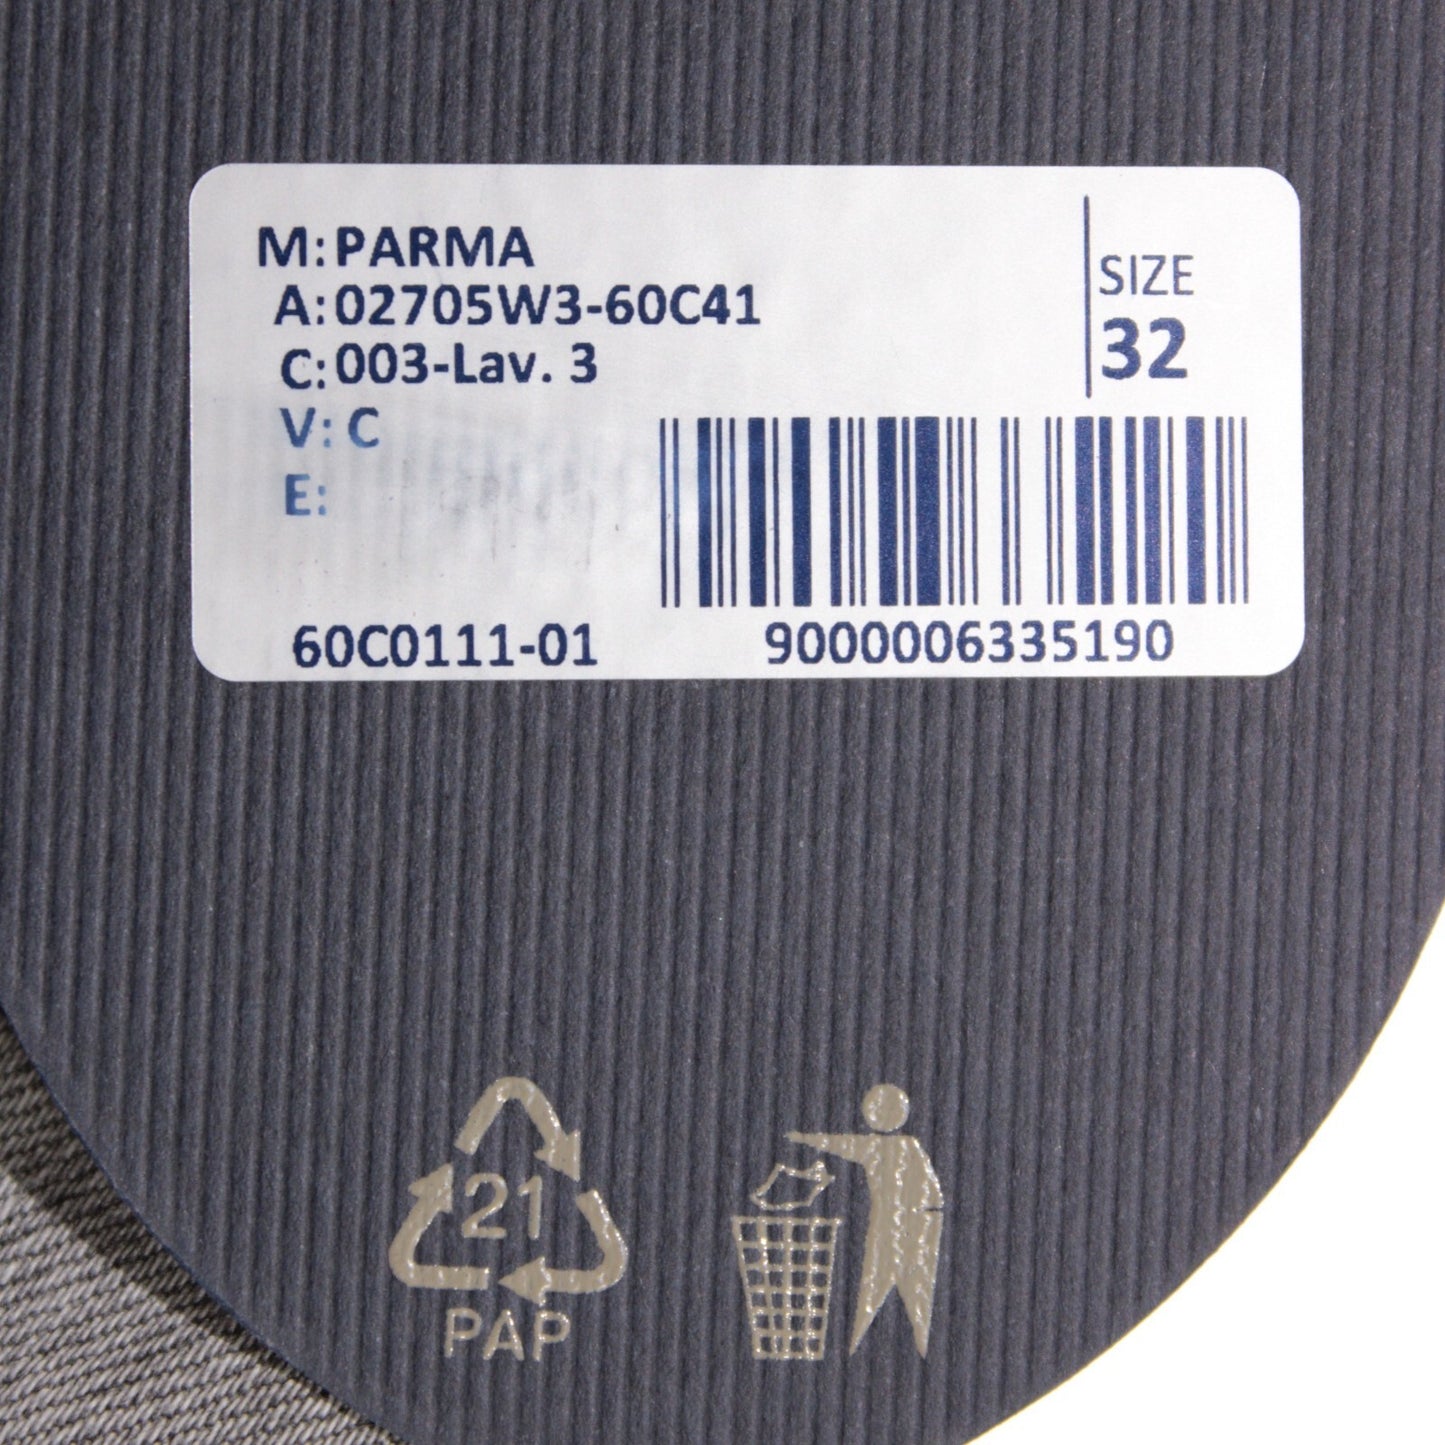 M: PARMA
A: 02705W3-60C41
C: 003-Lav. 3
V: C
E:
SIZE
32
60C0111-01
9000006335190
21
PAP